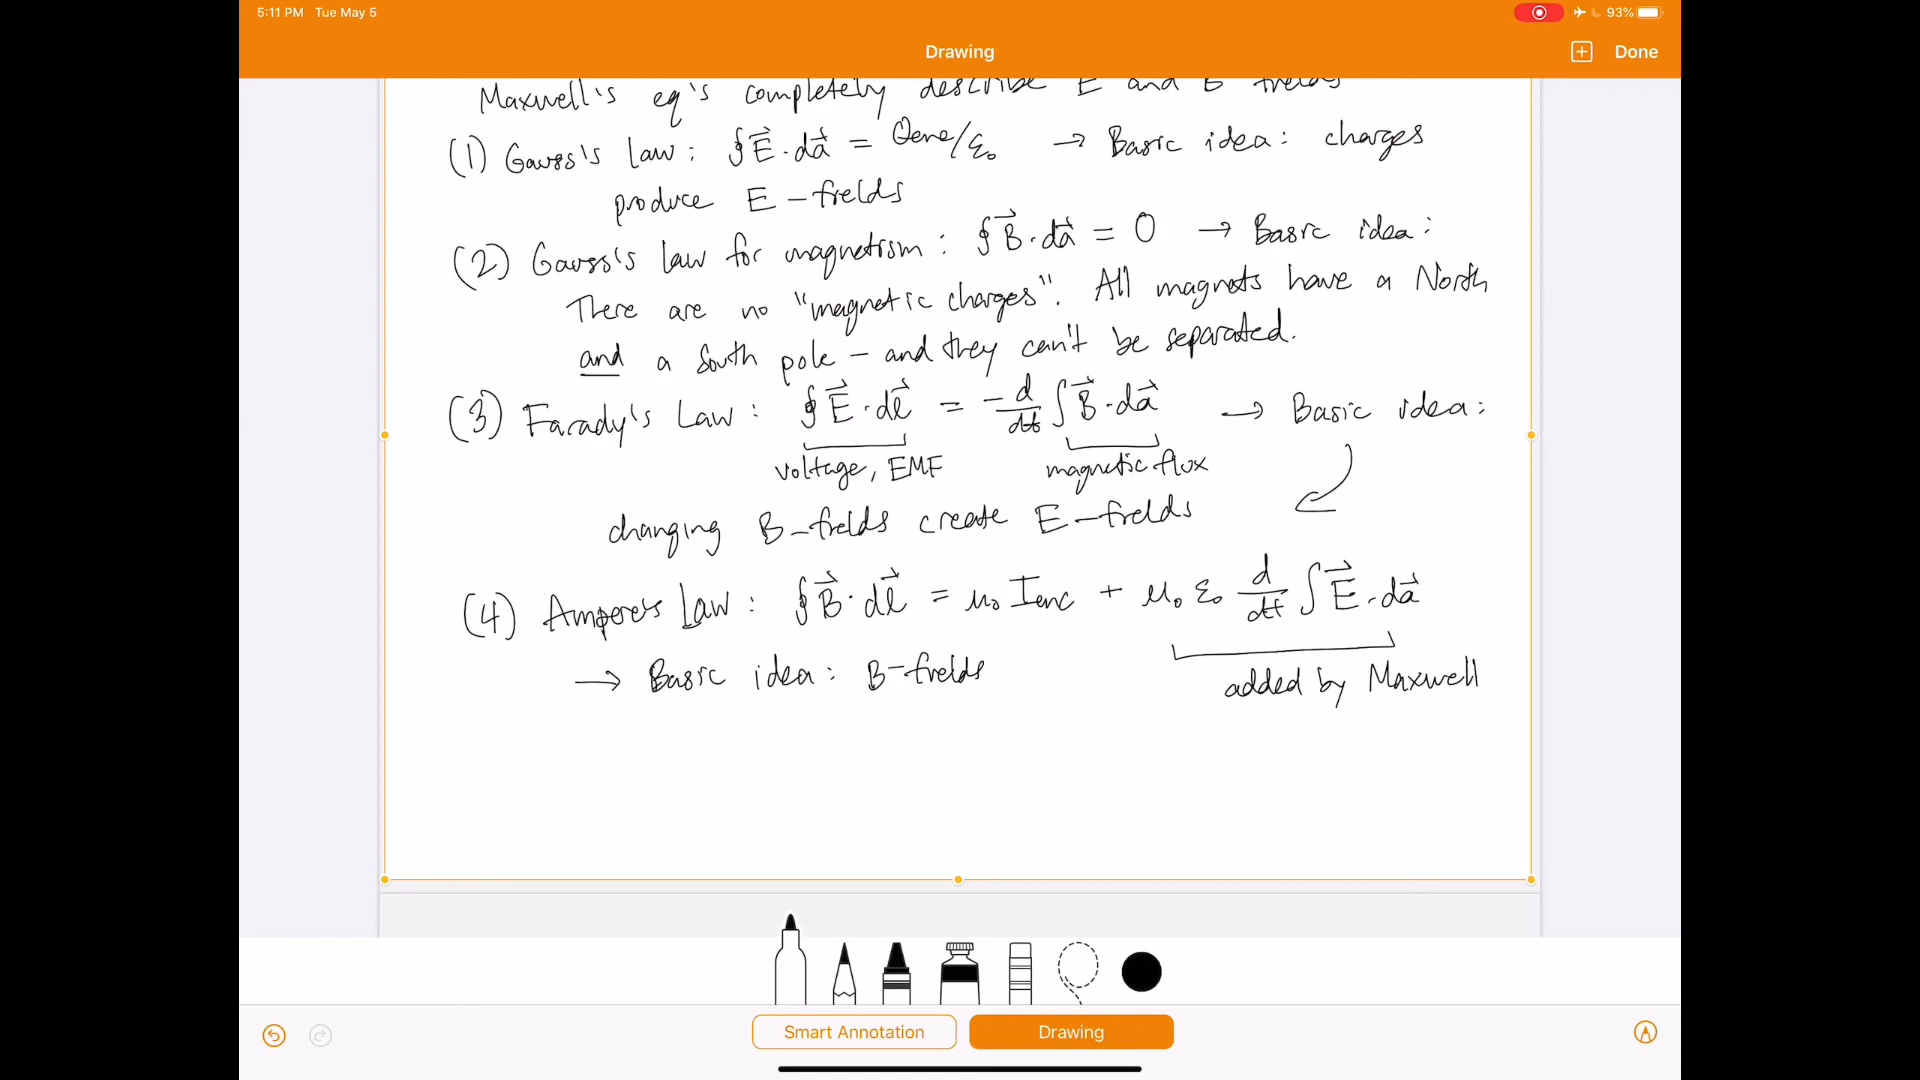 5:11 PM Tue May 5 93%
Drawing Done
Maxwell's eq's completely describe E and B fields
(1) Gauss's Law: ∮E⃗·da⃗ = Qenc/ε₀ → Basic idea: charges
produce E-fields
(2) Gauss's law for magnetism: ∮B⃗·da⃗ = 0 → Basic idea:
There are no "magnetic charges". All magnets have a North
and a South pole – and they can't be separated.
(3) Farady's Law: ∮E⃗·dl⃗ = -d/dt ∫B⃗·da⃗ → Basic idea:
voltage, EMF magnetic flux
changing B-fields create E-fields
(4) Ampere's Law: ∮B⃗·dl⃗ = μ₀ Ienc + μ₀ ε₀ d/dt ∫E⃗·da⃗
→ Basic idea: B-fields added by Maxwell
Smart Annotation Drawing